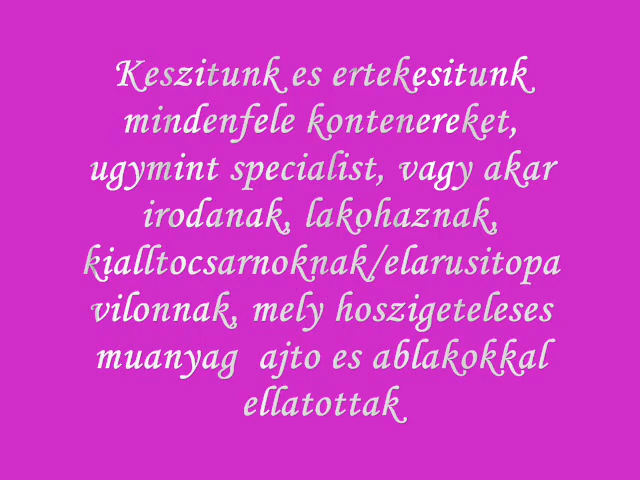 Keszitunk es ertekesitunk
mindenfele kontenereket,
ugymint specialist, vagy akar
irodanak, lakohaznak,
kialltocsarnoknak/elarusitopa
vilonnak, mely hoszigeteleses
muanyag  ajto es ablakokkal
ellatottak